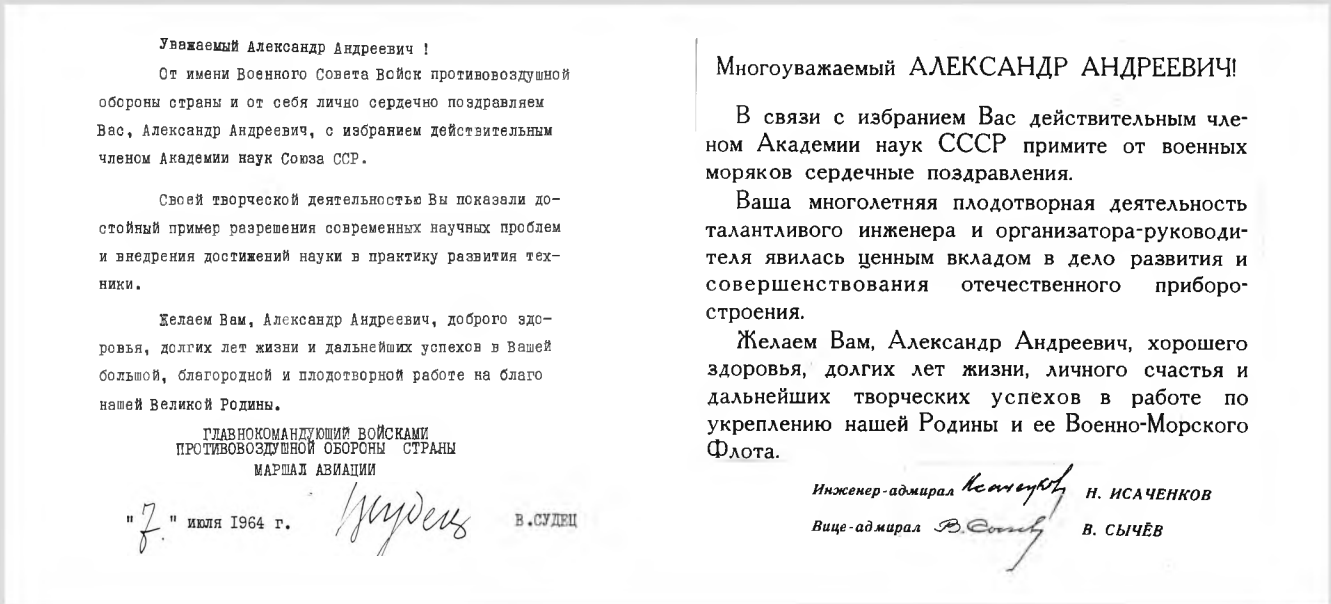 Уважаемый Александр Андреевич !
От имени Военного Совета Войск противовоздушной
обороны страны и от себя лично сердечно поздравляем
Вас, Александр Андреевич, с избранием действительным
членом Академии наук Союза ССР.
Своей творческой деятельностью Вы показали до-
стойный пример разрешения современных научных проблем
и внедрения достижений науки в практику развития тех-
ники.
Желаем Вам, Александр Андреевич, доброго здо-
ровья, долгих лет жизни и дальнейших успехов в Вашей
большой, благородной и плодотворной работе на благо
нашей Великой Родины.
ГЛАВНОКОМАНДУЮЩИЙ ВОЙСКАМИ
ПРОТИВОВОЗДУШНОЙ ОБОРОНЫ СТРАНЫ
МАРШАЛ АВИАЦИИ
"7" июля 1964 г. Судец В.СУДЕЦ
Многоуважаемый АЛЕКСАНДР АНДРЕЕВИЧ!
В связи с избранием Вас действительным чле-
ном Академии наук СССР примите от военных
моряков сердечные поздравления.
Ваша многолетняя плодотворная деятельность
талантливого инженера и организатора-руководи-
теля явилась ценным вкладом в дело развития и
совершенствования отечественного приборо-
строения.
Желаем Вам, Александр Андреевич, хорошего
здоровья, долгих лет жизни, личного счастья и
дальнейших творческих успехов в работе по
укреплению нашей Родины и ее Военно-Морского
Флота.
Инженер-адмирал Н. ИСАЧЕНКОВ
Вице-адмирал В. СЫЧЁВ